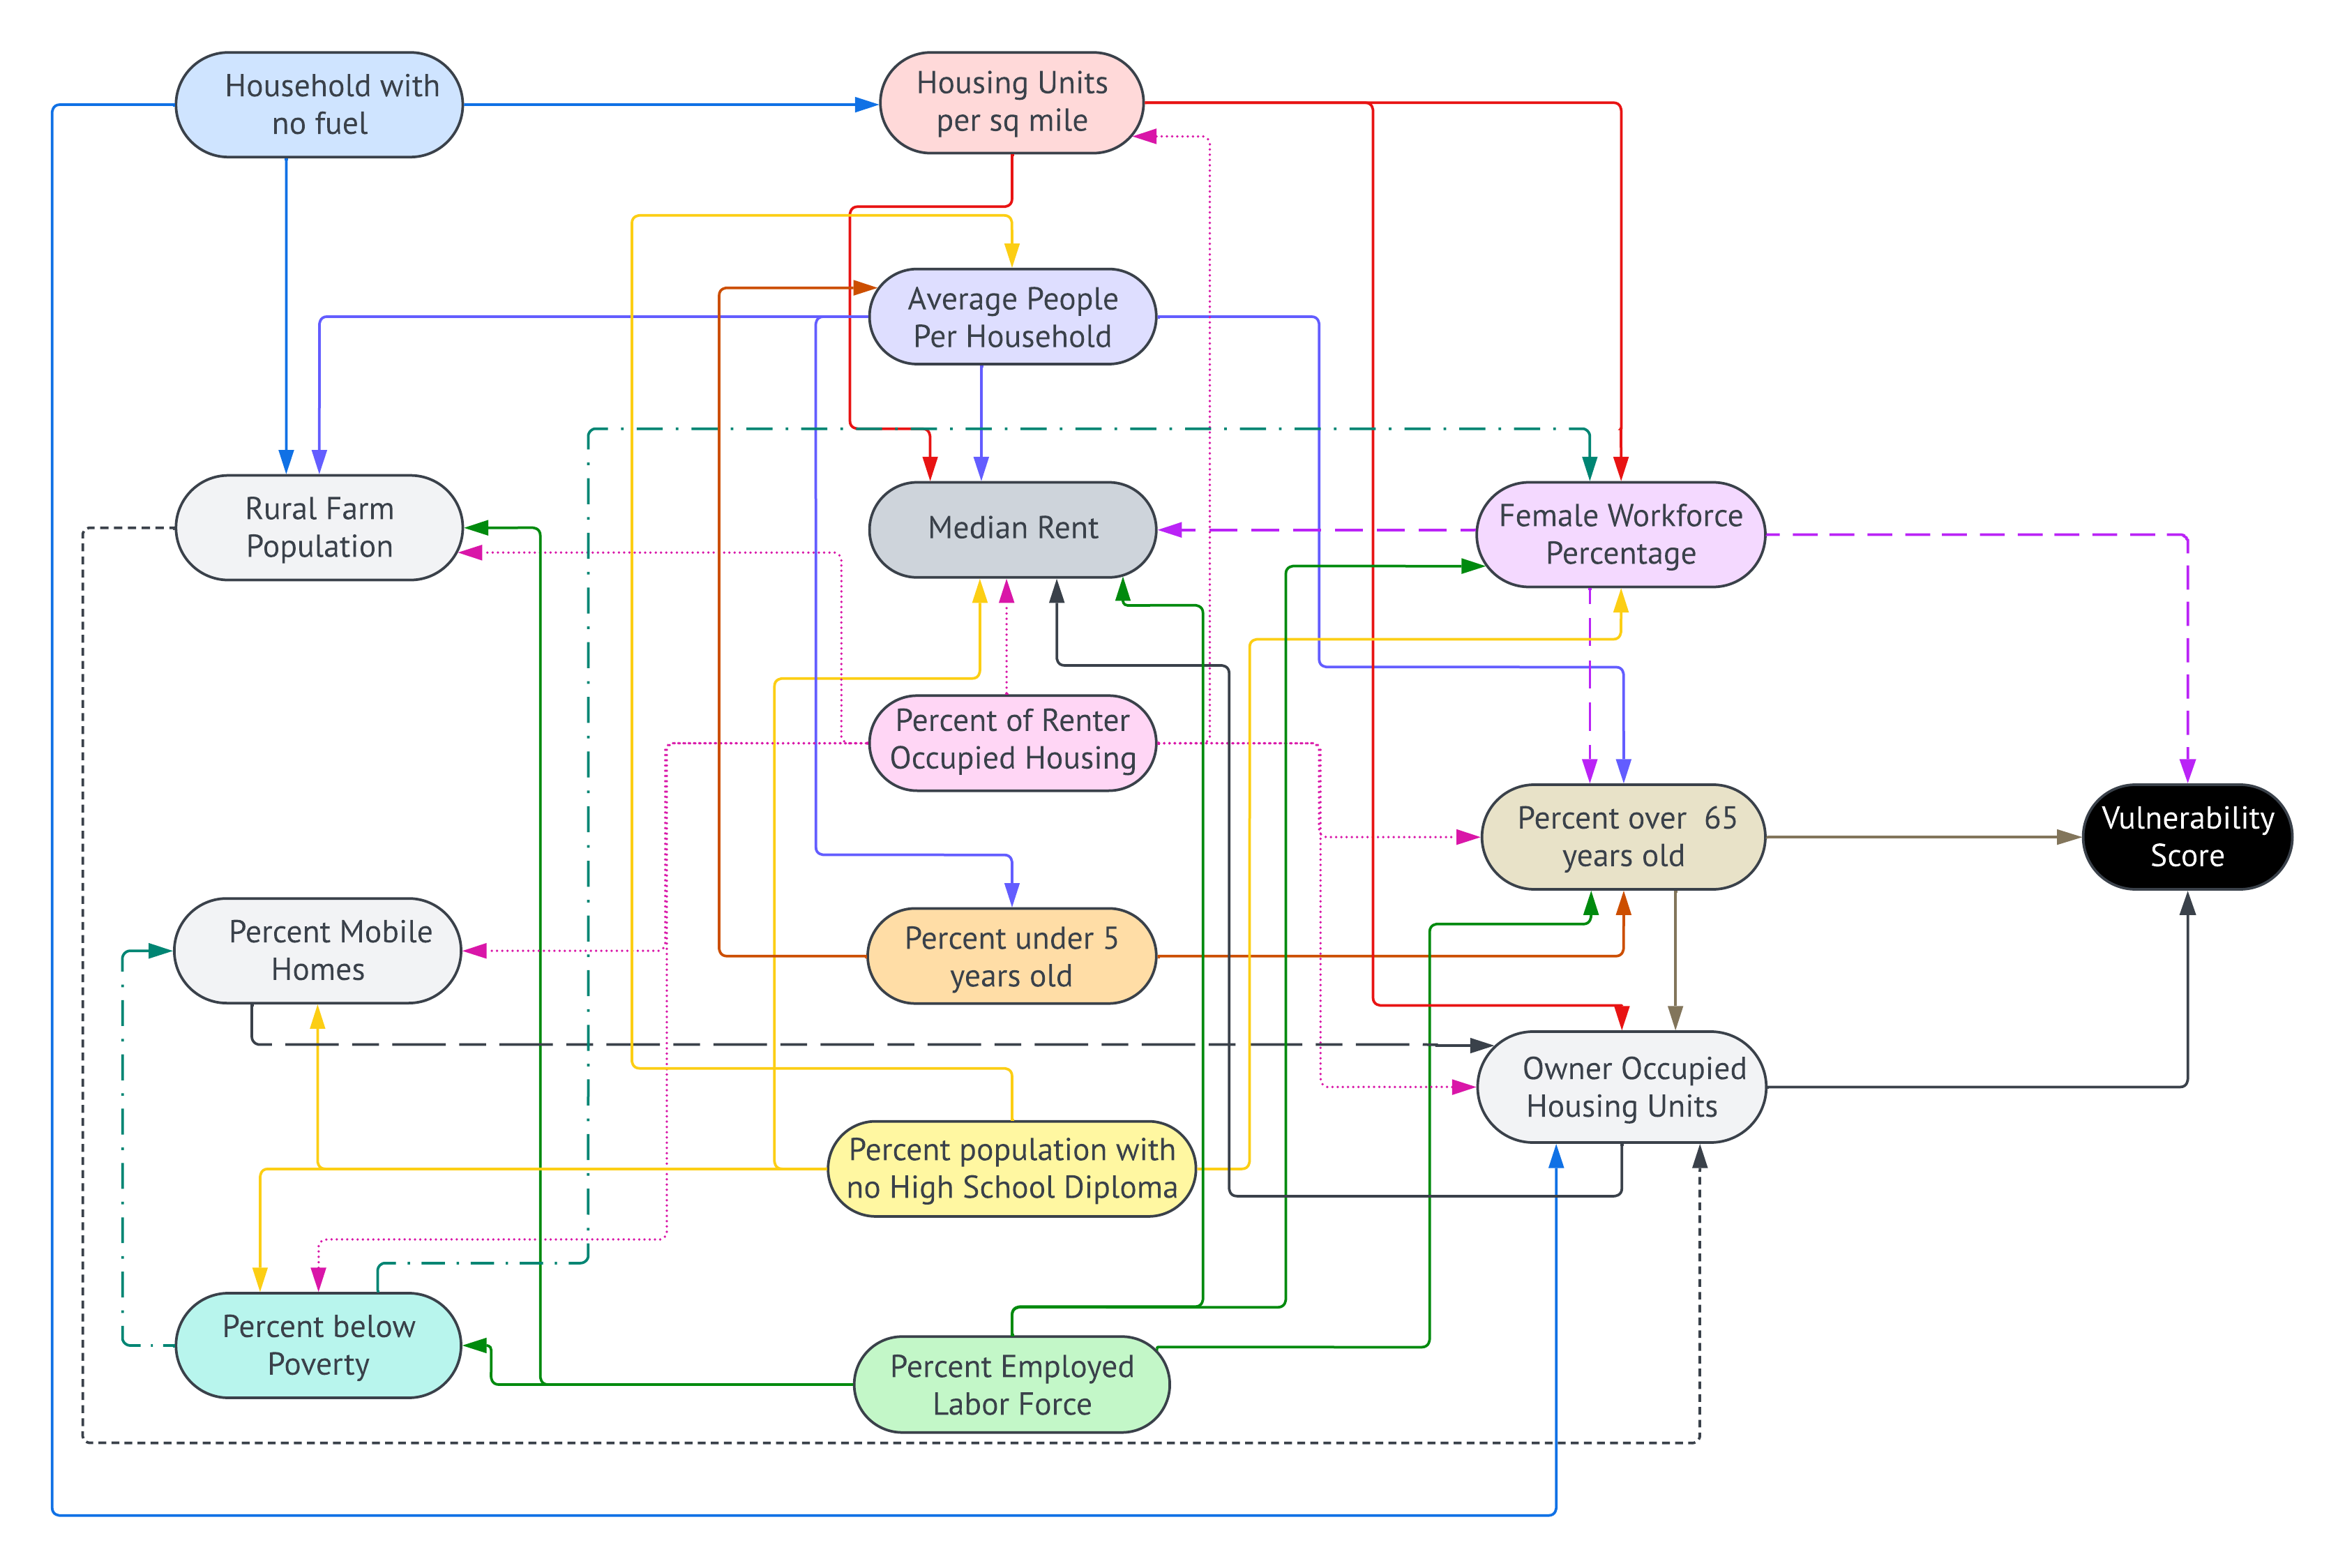 Household with
no fuel
Housing Units
per sq mile
Average People
Per Household
Rural Farm
Population
Median Rent
Female Workforce
Percentage
Percent of Renter
Occupied Housing
Percent over 65
years old
Vulnerability
Score
Percent Mobile
Homes
Percent under 5
years old
Owner Occupied
Housing Units
Percent population with
no High School Diploma
Percent below
Poverty
Percent Employed
Labor Force